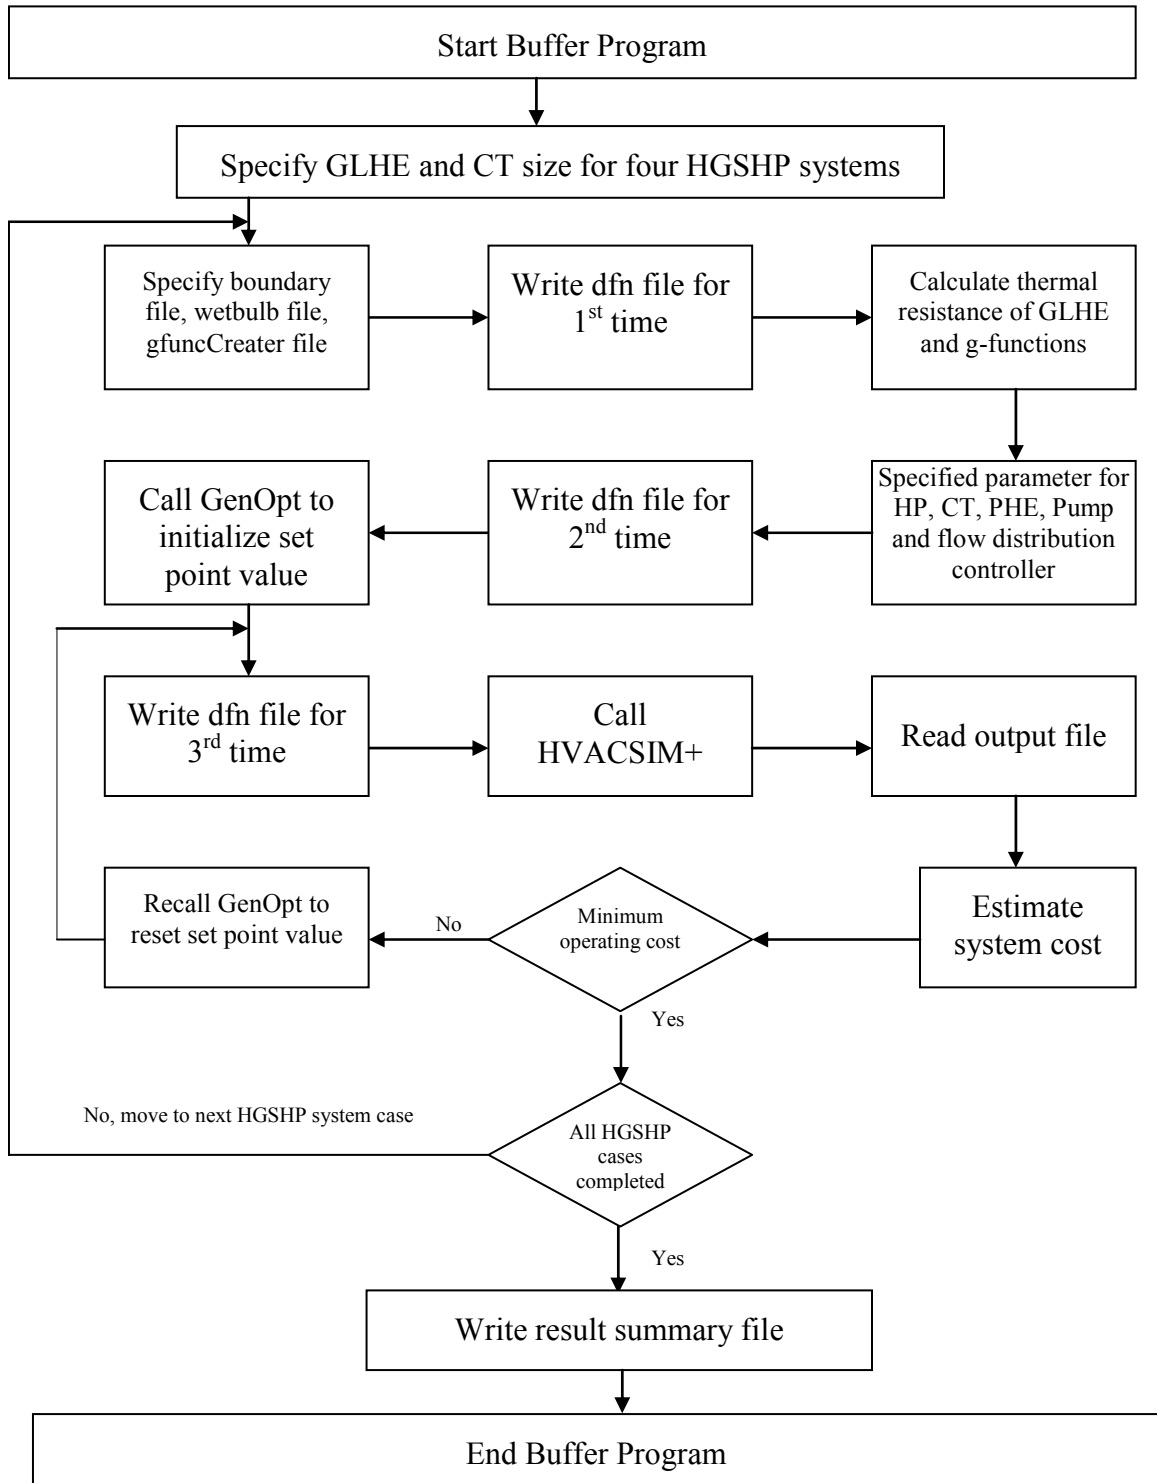 Start Buffer Program
Specify GLHE and CT size for four HGSHP systems
Specify boundary
file, wetbulb file,
gfuncCreater file
Write dfn file for
1st time
Calculate thermal
resistance of GLHE
and g-functions
Call GenOpt to
initialize set
point value
Write dfn file for
2nd time
Specified parameter for
HP, CT, PHE, Pump
and flow distribution
controller
Write dfn file for
3rd time
Call
HVACSIM+
Read output file
Recall GenOpt to
reset set point value
No
Minimum
operating cost
Estimate
system cost
Yes
No, move to next HGSHP system case
All HGSHP
cases
completed
Yes
Write result summary file
End Buffer Program